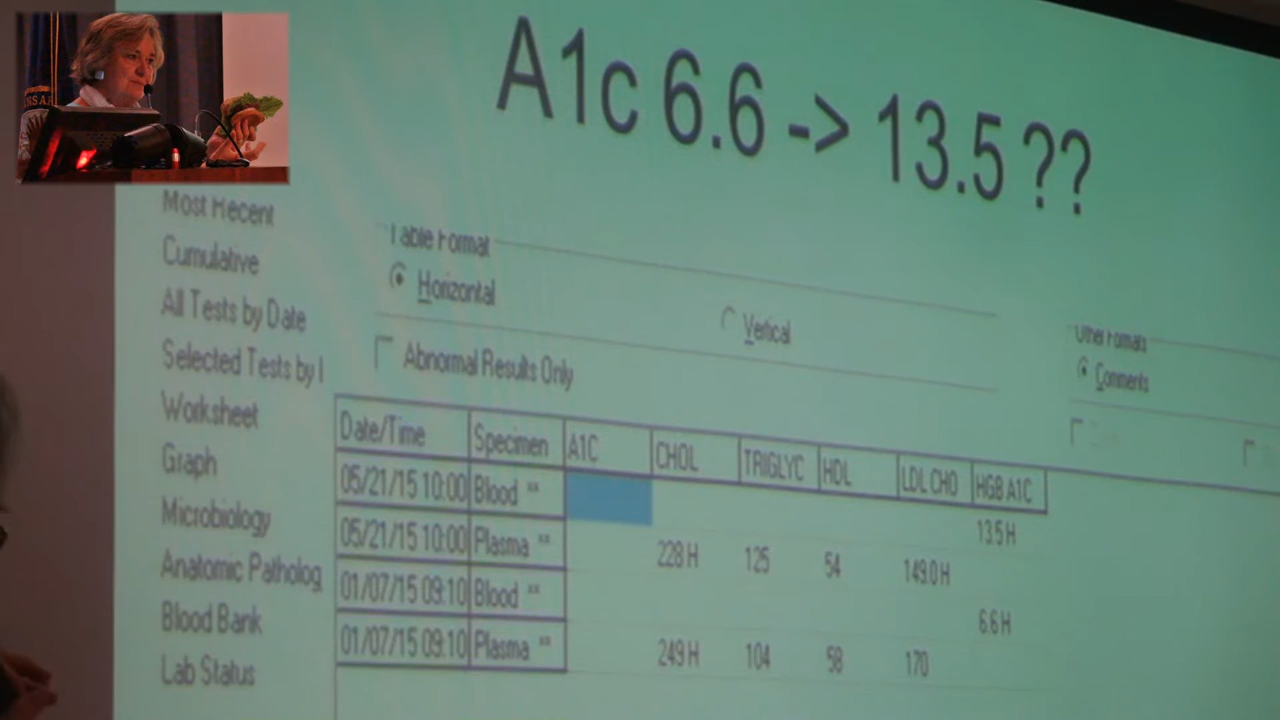 A1c 6.6 -> 13.5 ??
Most Recent
Cumulative
All Tests by Date
Selected Tests by
Worksheet
Graph
Microbiology
Anatomic Patholog
Blood Bank
Lab Status
Table Format
Horizontal
Vertical
Abnormal Results Only
Other Formats
Comments
Date/Time Specimen A1C CHOL TRIGLYC HDL LDL CHO HGB A1C
05/21/15 10:00 Blood ** 13.5 H
05/21/15 10:00 Plasma ** 228 H 125 54 149.0 H
01/07/15 09:10 Blood ** 6.6 H
01/07/15 09:10 Plasma ** 249 H 104 58 170